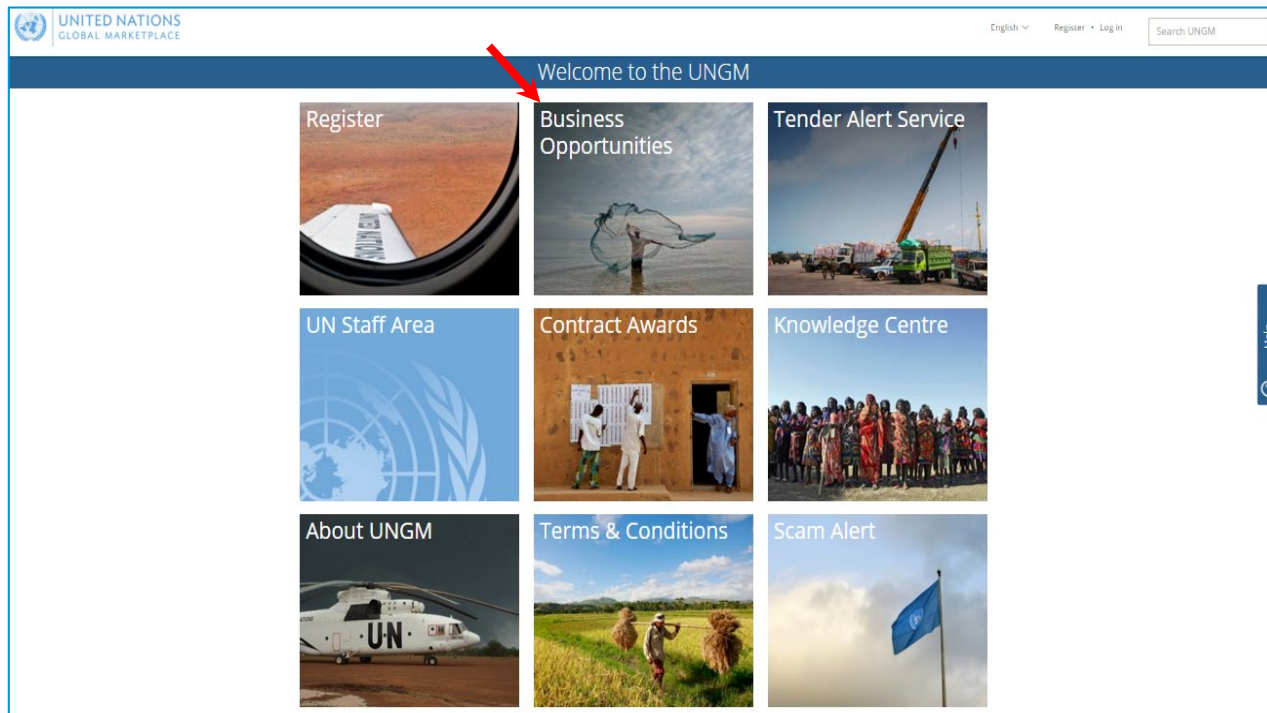 UNITED NATIONS
GLOBAL MARKETPLACE
English
Register • Log in
Search UNGM
Welcome to the UNGM
Register
Business
Opportunities
Tender Alert Service
UN Staff Area
Contract Awards
Knowledge Centre
About UNGM
Terms & Conditions
Scam Alert
UN